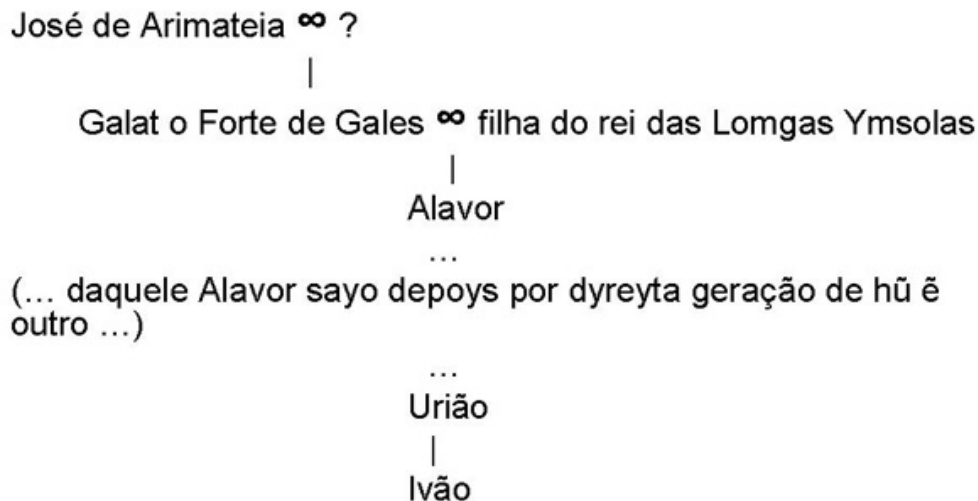 José de Arimateia ∞ ?
|
Galat o Forte de Gales ∞ filha do rei das Lomgas Ymsolas
|
Alavor
...
(... daquele Alavor sayo depoys por dyreyta geração de hũ ẽ
outro ...)
...
Urião
|
Ivão